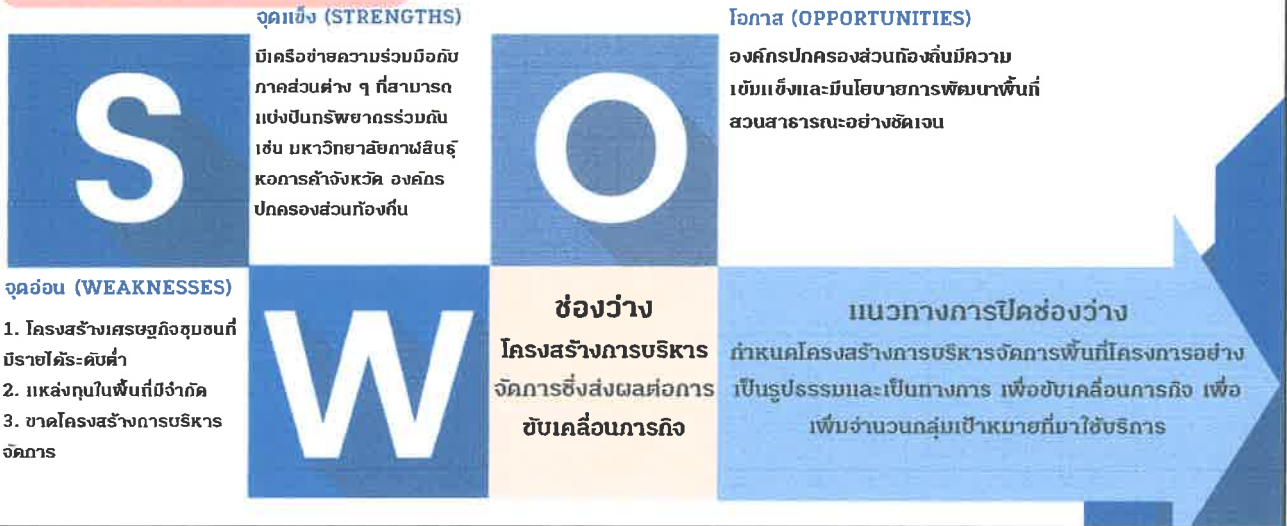 จุดแข็ง (STRENGTHS)
S
มีเครือข่ายความร่วมมือกับ
ภาคส่วนต่าง ๆ ที่สามารถ
แบ่งปันทรัพยากรร่วมกัน
เช่น มหาวิทยาลัยกาฬสินธุ์
หอการค้าจังหวัด องค์กร
ปกครองส่วนท้องถิ่น
โอกาส (OPPORTUNITIES)
O
องค์กรปกครองส่วนท้องถิ่นมีความ
เข้มแข็งและมีนโยบายการพัฒนาพื้นที่
สวนสาธารณะอย่างชัดเจน
จุดอ่อน (WEAKNESSES)
1. โครงสร้างเศรษฐกิจชุมชนที่
มีรายได้ระดับต่ำ
2. แหล่งทุนในพื้นที่มีจำกัด
3. ขาดโครงสร้างการบริหาร
จัดการ
W
ช่องว่าง
โครงสร้างการบริหาร
จัดการซึ่งส่งผลต่อการ
ขับเคลื่อนภารกิจ
แนวทางการปิดช่องว่าง
กำหนดโครงสร้างการบริหารจัดการพื้นที่โครงการอย่าง
เป็นรูปธรรมและเป็นทางการ เพื่อขับเคลื่อนภารกิจ เพื่อ
เพิ่มจำนวนกลุ่มเป้าหมายที่มาใช้บริการ